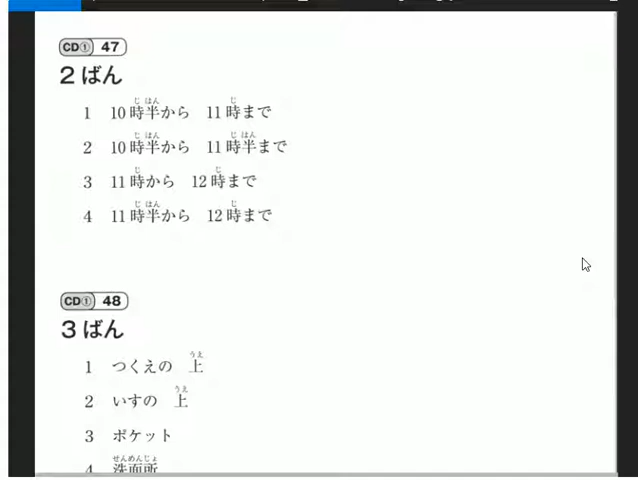 CD① 47
2ばん
1 10時半から 11時まで
2 10時半から 11時半まで
3 11時から 12時まで
4 11時半から 12時まで
CD① 48
3ばん
1 つくえの 上
2 いすの 上
3 ポケット
4 洗面所